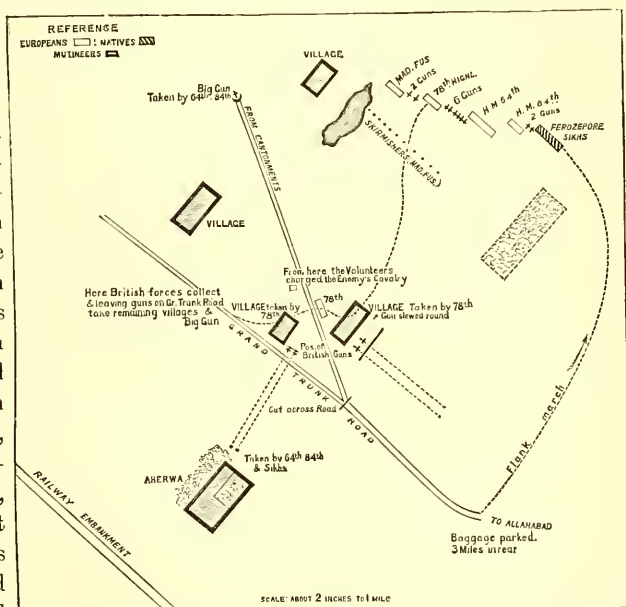 REFERENCE
EUROPEANS NATIVES
MUTINEERS
VILLAGE
MAD. FUS
2 Guns
78th HIGHL.
6 Guns
H M 64th
H. M. 84th
2 Guns
FEROZEPORE
SIKHS
Big Gun
Taken by 64th 84th
FROM CANTONMENTS
SKIRMISHERS (MAD. FUS)
VILLAGE
From here the Volunteers
charged the Enemy's Cavalry
Here British forces collect
& leaving guns on Gr. Trunk Road
take remaining villages &
Big Gun
VILLAGE taken by
78th
78th
VILLAGE Taken by 78th
Gun slewed round
Pos. of
British Guns
GRAND TRUNK ROAD
Cut across Road
Flank march
AHERWA
Taken by 64th 84th
& Sikhs
RAILWAY EMBANKMENT
TO ALLAHABAD
Baggage parked.
3 Miles in rear
SCALE ABOUT 2 INCHES TO 1 MILE